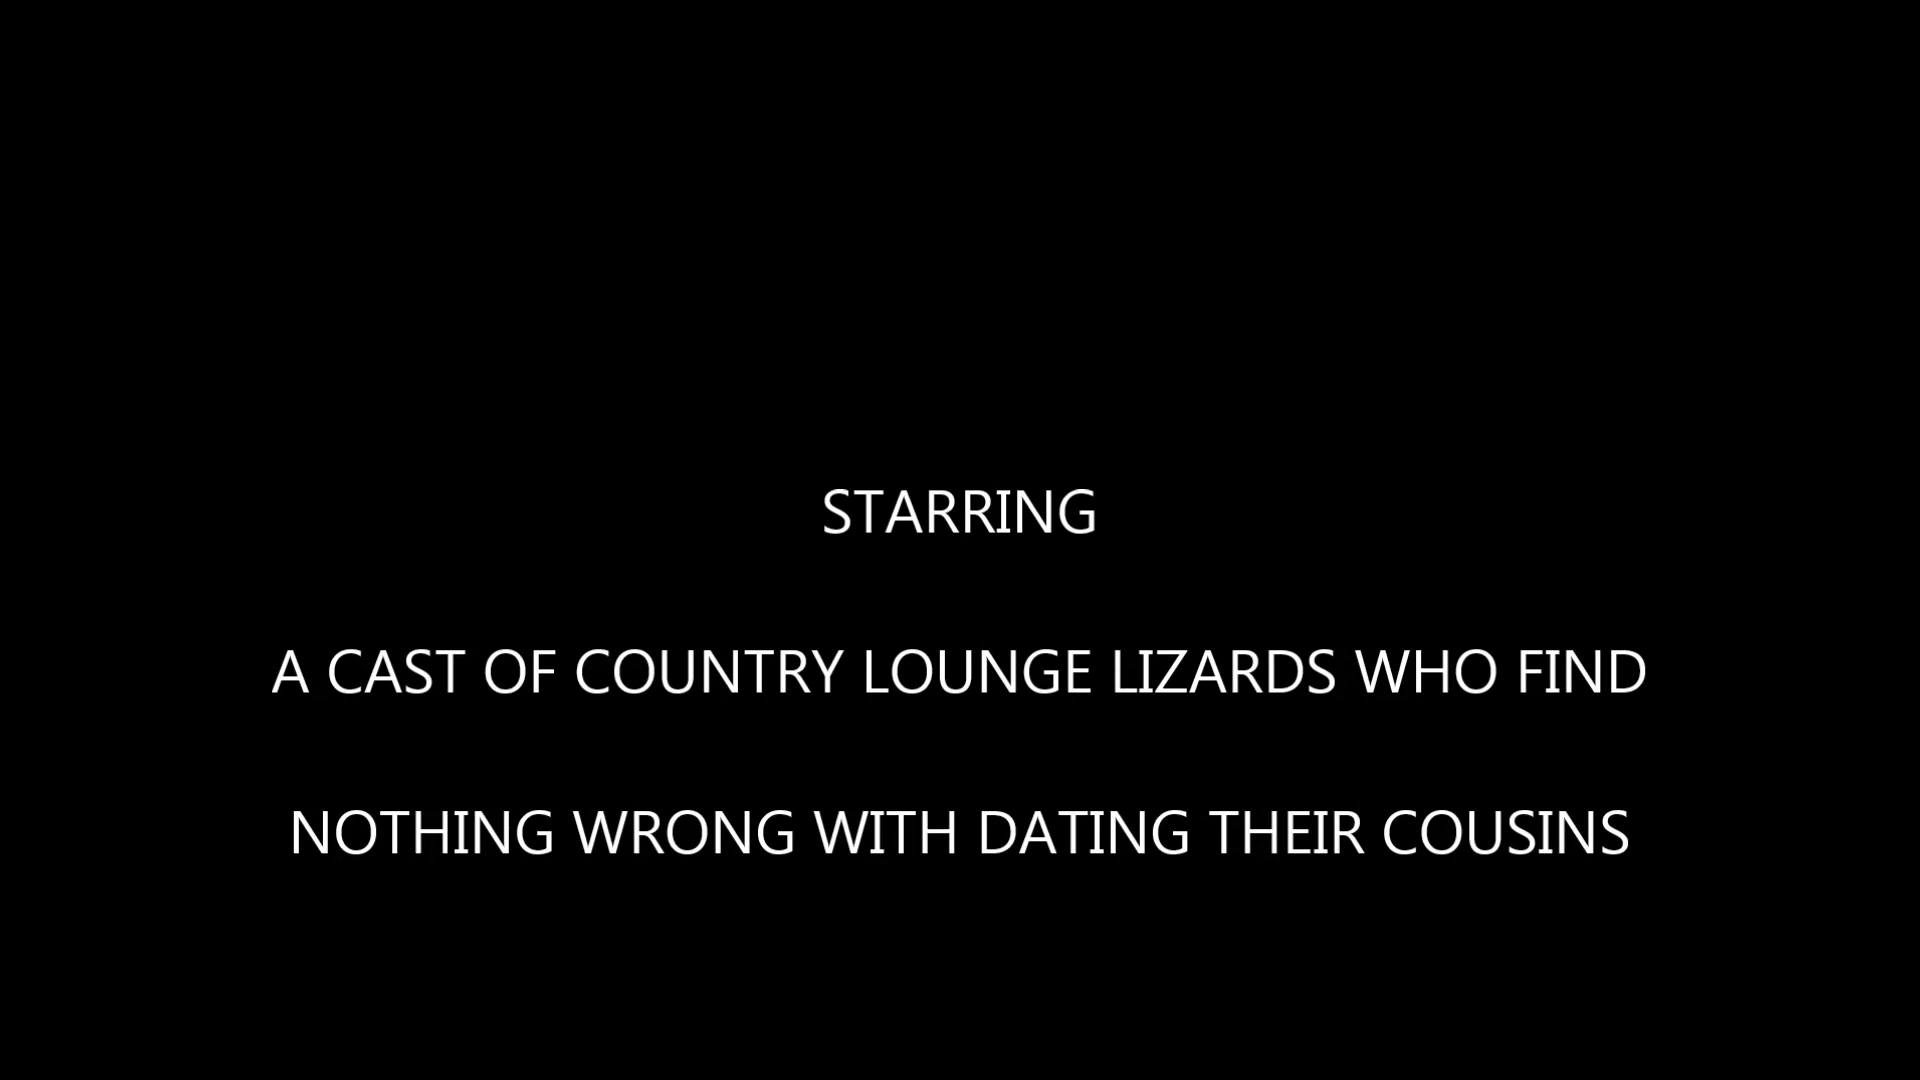 STARRING
A CAST OF COUNTRY LOUNGE LIZARDS WHO FIND
NOTHING WRONG WITH DATING THEIR COUSINS